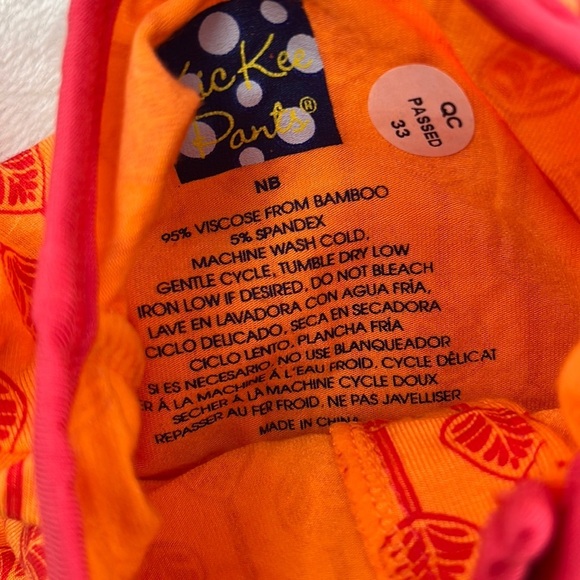 KicKee
Pants®
QC
PASSED
33
NB
95% VISCOSE FROM BAMBOO
5% SPANDEX
MACHINE WASH COLD,
GENTLE CYCLE, TUMBLE DRY LOW
IRON LOW IF DESIRED, DO NOT BLEACH
LAVE EN LAVADORA CON AGUA FRÍA,
CICLO DELICADO, SECA EN SECADORA
CICLO LENTO, PLANCHA FRÍA
SI ES NECESARIO, NO USE BLANQUEADOR
À LA MACHINE À L'EAU FROID, CYCLE DÉLICAT
SECHER À LA MACHINE CYCLE DOUX
REPASSER AU FER FROID, NE PAS JAVELLISER
MADE IN CHINA